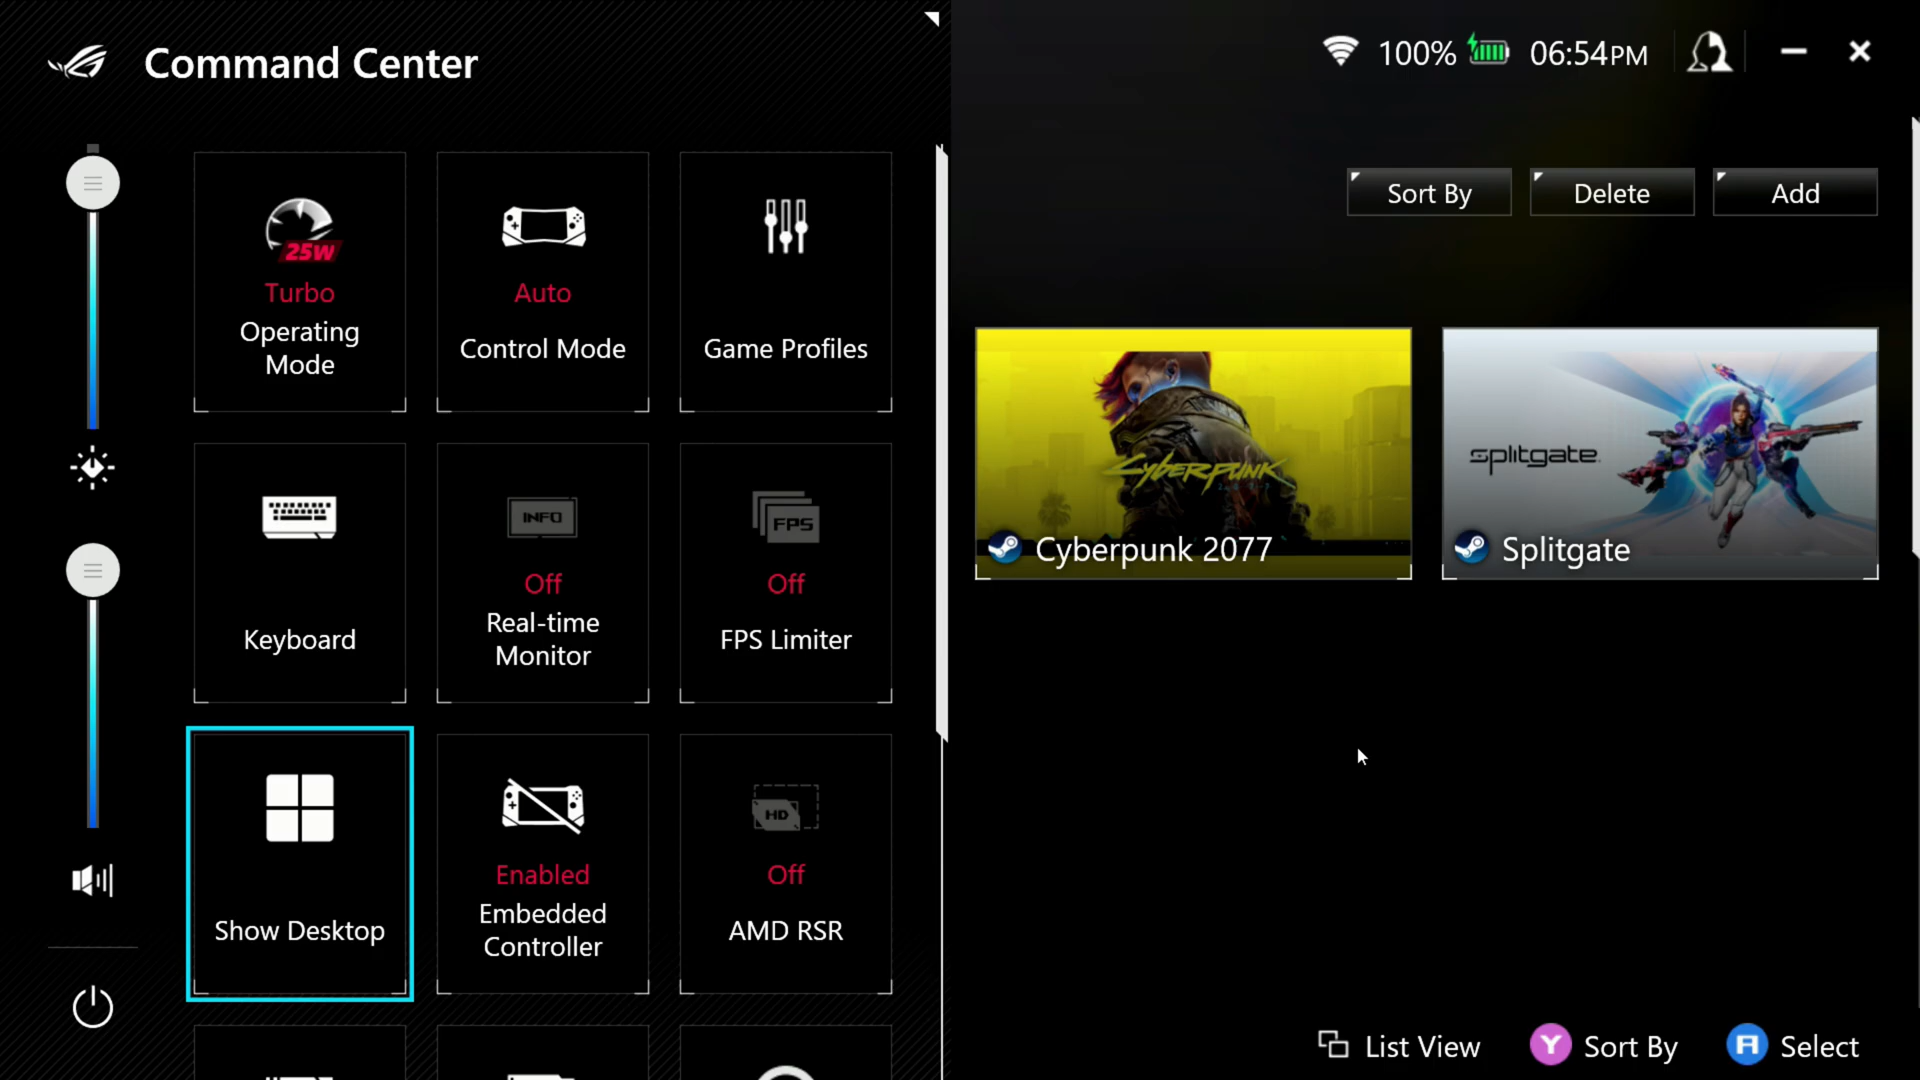 Command Center
100%
06:54PM
Sort By
Delete
Add
25W
Turbo
Operating
Mode
Auto
Control Mode
Game Profiles
Keyboard
INFO
Off
Real-time
Monitor
FPS
Off
FPS Limiter
Show Desktop
Enabled
Embedded
Controller
HD
Off
AMD RSR
Cyberpunk
Cyberpunk 2077
splitgate
Splitgate
List View
Y
Sort By
A
Select